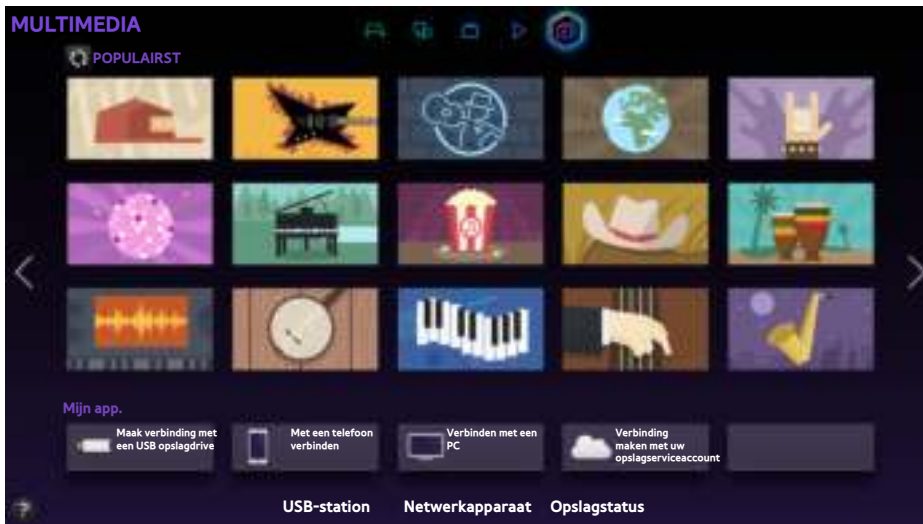 MULTIMEDIA
POPULAIRST
Mijn app.
Maak verbinding met
een USB opslagdrive
Met een telefoon
verbinden
Verbinden met een
PC
Verbinding
maken met uw
opslagserviceaccount
?
USB-station Netwerkapparaat Opslagstatus